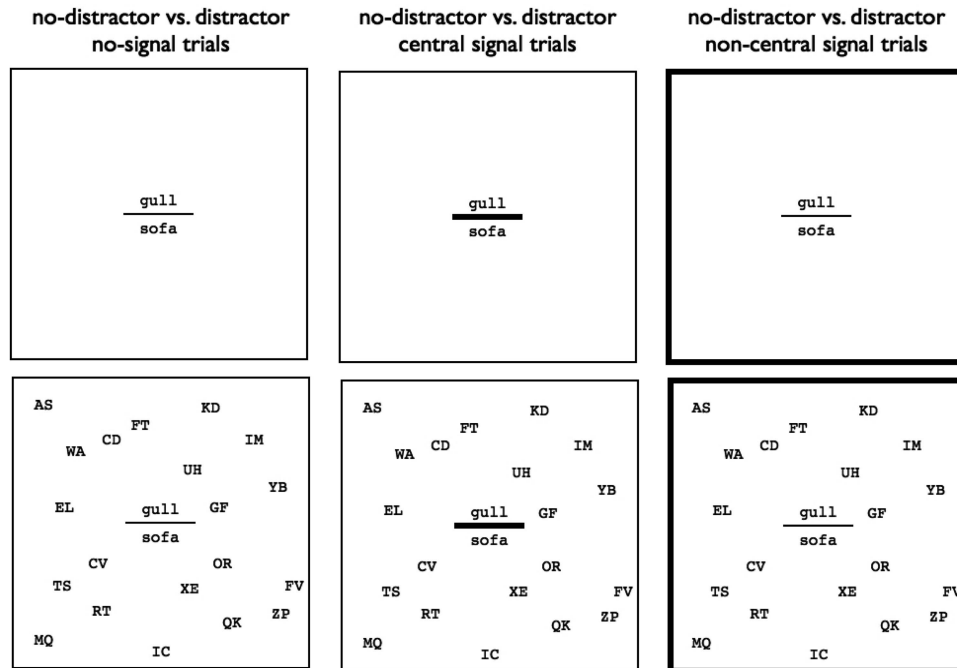 no-distractor vs. distractor
no-signal trials
no-distractor vs. distractor
central signal trials
no-distractor vs. distractor
non-central signal trials
gull
sofa
gull
sofa
gull
sofa
AS
KD
FT
CD
IM
WA
UH
YB
EL
GF
gull
sofa
CV
OR
TS
XE
FV
RT
ZP
QK
MQ
IC
AS
KD
FT
CD
IM
WA
UH
YB
EL
GF
gull
sofa
CV
OR
TS
XE
FV
RT
ZP
QK
MQ
IC
AS
KD
FT
CD
IM
WA
UH
YB
EL
GF
gull
sofa
CV
OR
TS
XE
FV
RT
ZP
QK
MQ
IC